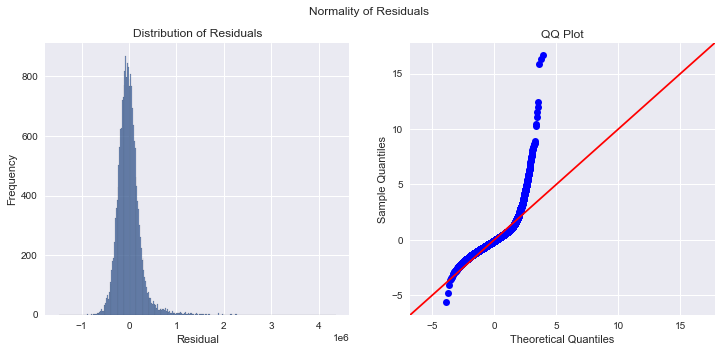 Normality of Residuals
Distribution of Residuals
Frequency
800
600
400
200
0
−1
0
1
2
3
4
1e6
Residual
QQ Plot
Sample Quantiles
15
10
5
0
−5
−5
0
5
10
15
Theoretical Quantiles